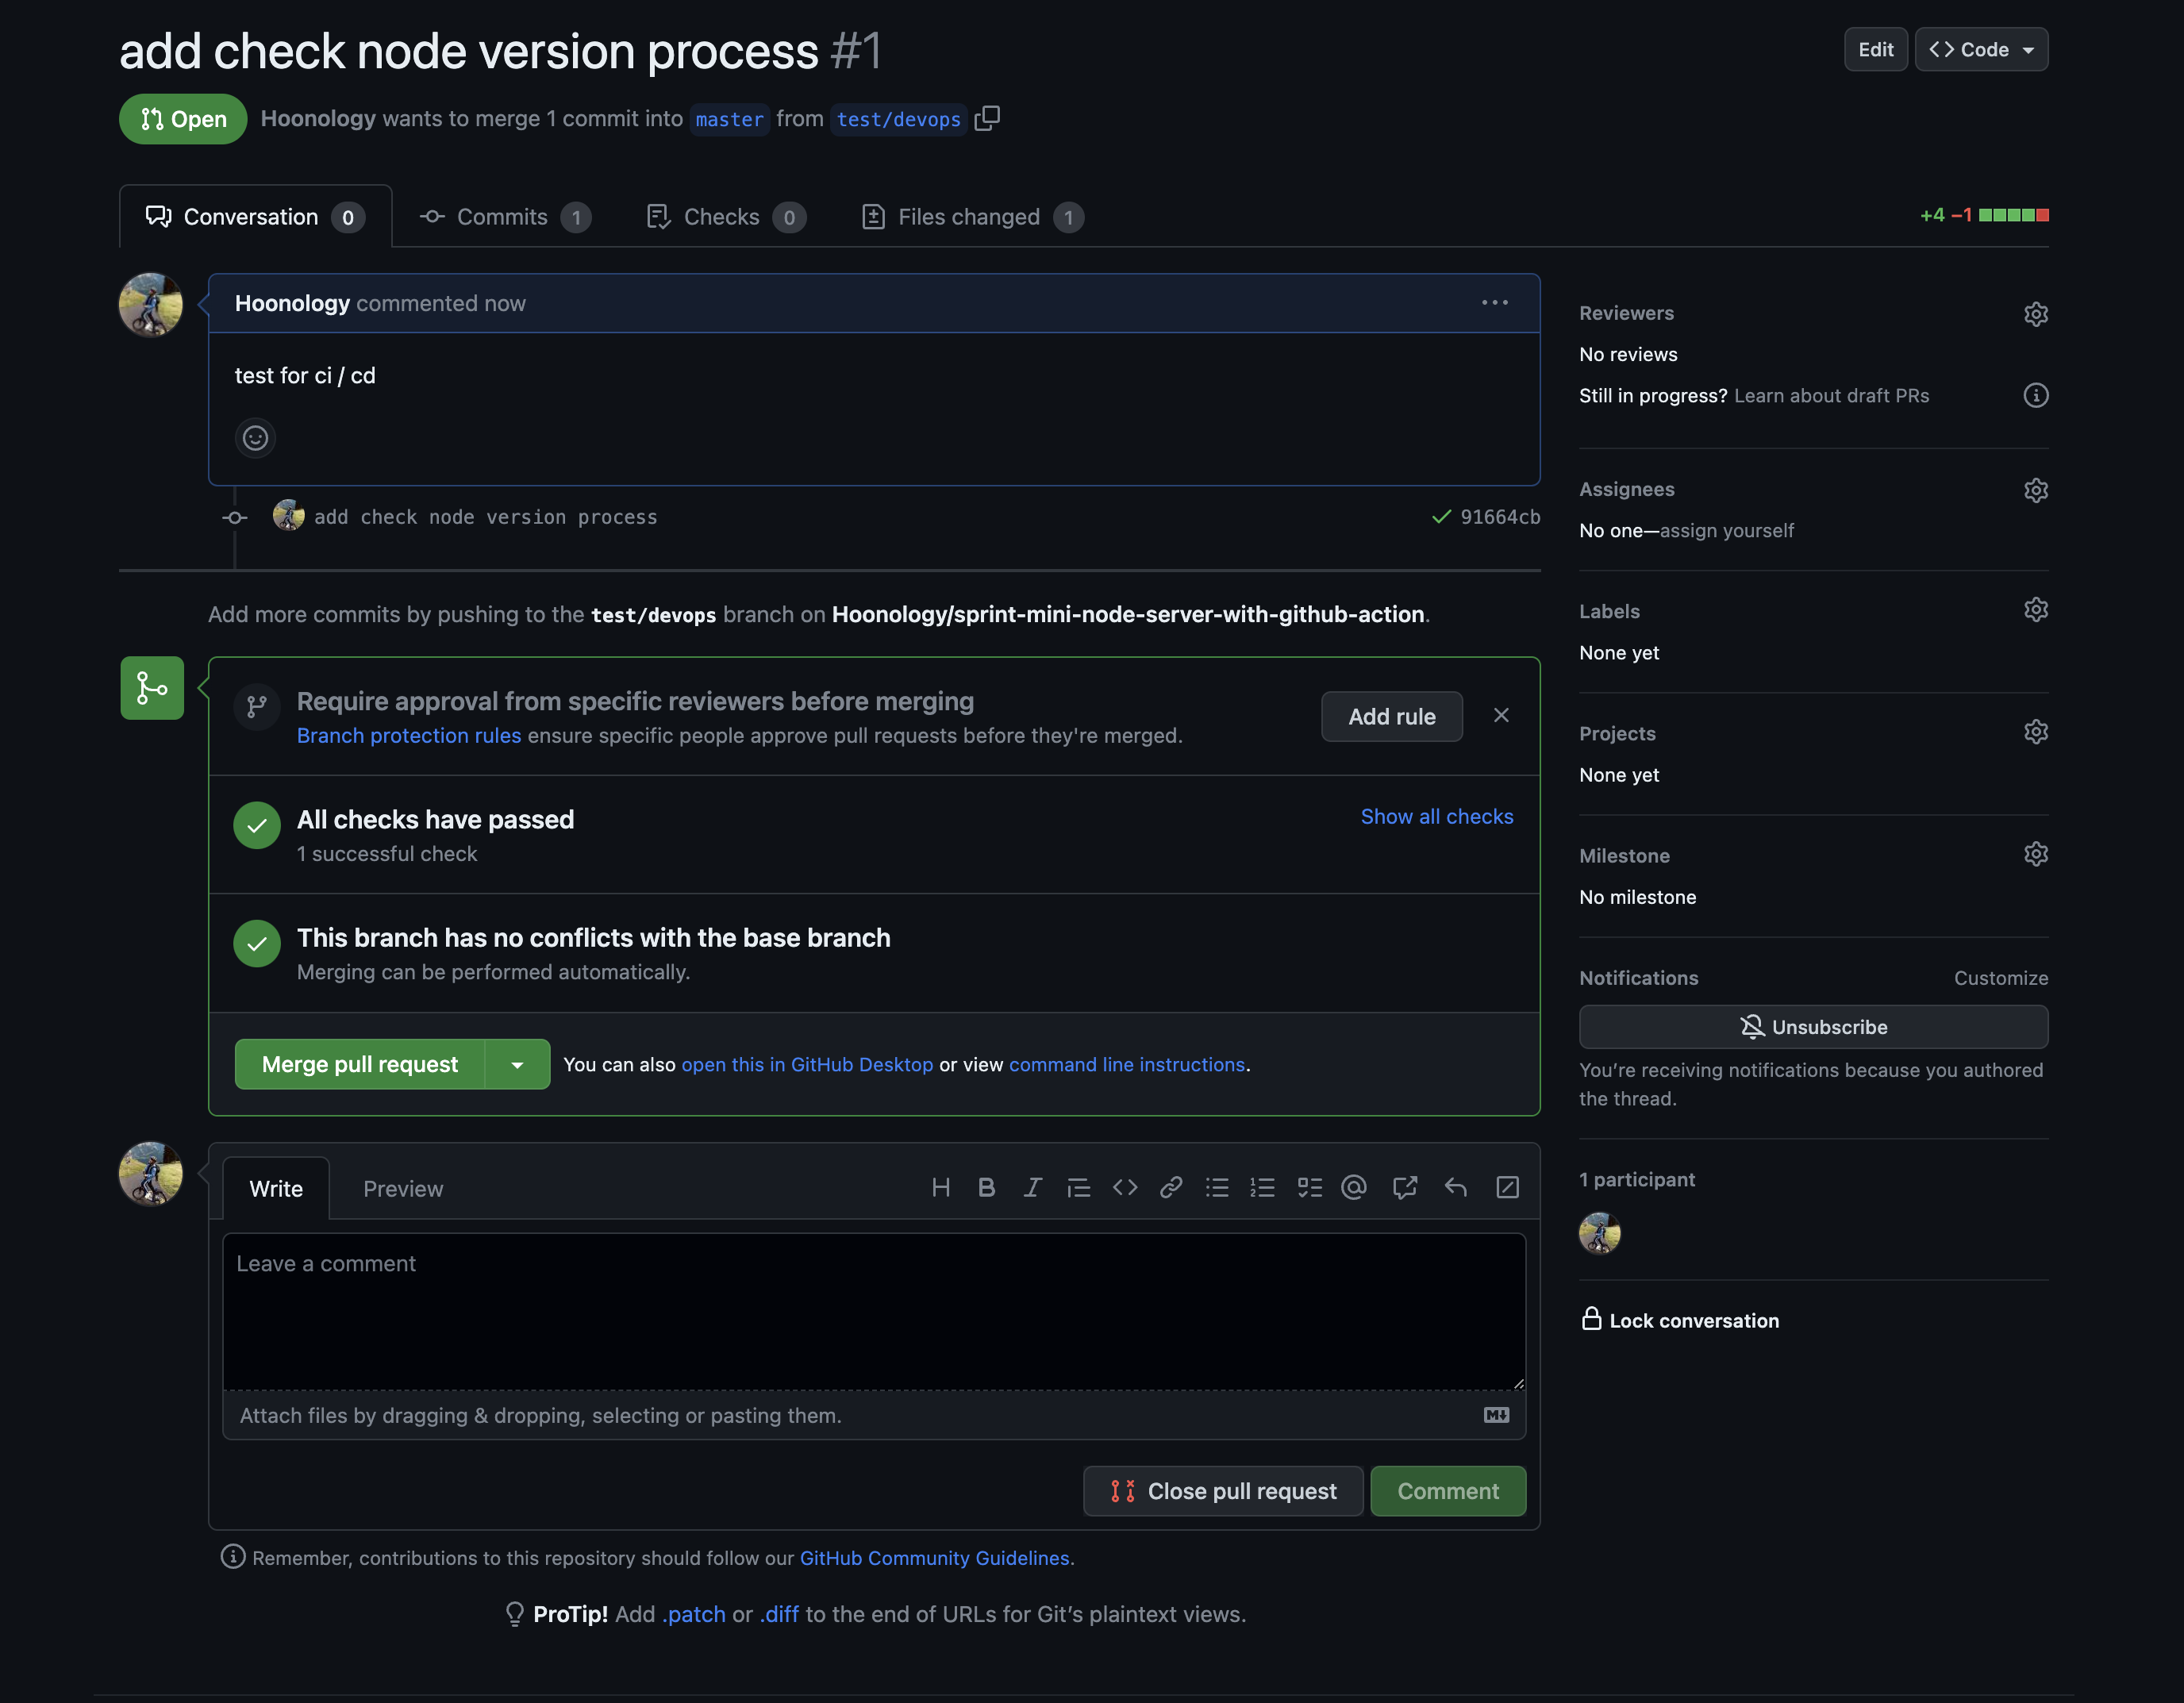 add check node version process #1
Edit
Code
Open
Hoonology wants to merge 1 commit into master from test/devops
Conversation 0
Commits 1
Checks 0
Files changed 1
+4 −1
Hoonology commented now
test for ci / cd
add check node version process
91664cb
Add more commits by pushing to the test/devops branch on Hoonology/sprint-mini-node-server-with-github-action.
Require approval from specific reviewers before merging
Branch protection rules ensure specific people approve pull requests before they're merged.
Add rule
All checks have passed
1 successful check
Show all checks
This branch has no conflicts with the base branch
Merging can be performed automatically.
Merge pull request
You can also open this in GitHub Desktop or view command line instructions.
Write
Preview
Leave a comment
Attach files by dragging & dropping, selecting or pasting them.
Close pull request
Comment
Remember, contributions to this repository should follow our GitHub Community Guidelines.
ProTip! Add .patch or .diff to the end of URLs for Git’s plaintext views.
Reviewers
No reviews
Still in progress? Learn about draft PRs
Assignees
No one—assign yourself
Labels
None yet
Projects
None yet
Milestone
No milestone
Notifications
Customize
Unsubscribe
You’re receiving notifications because you authored
the thread.
1 participant
Lock conversation